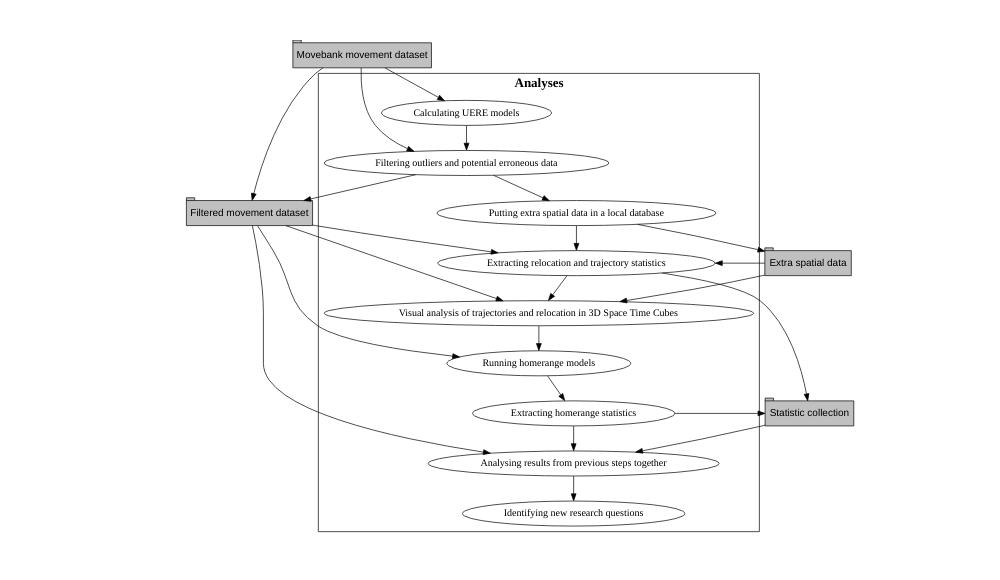 Movebank movement dataset
Analyses
Calculating UERE models
Filtering outliers and potential erroneous data
Filtered movement dataset
Putting extra spatial data in a local database
Extracting relocation and trajectory statistics
Extra spatial data
Visual analysis of trajectories and relocation in 3D Space Time Cubes
Running homerange models
Extracting homerange statistics
Statistic collection
Analysing results from previous steps together
Identifying new research questions